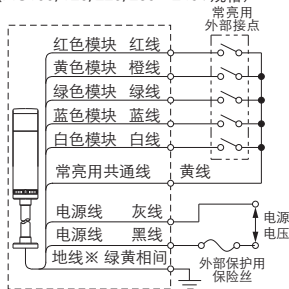 常亮用
外部接点
红色模块 红线
黄色模块 橙线
绿色模块 绿线
蓝色模块 蓝线
白色模块 白线
常亮用共通线 黄线
电源线 灰线
电源线 黑线
地线※ 绿黄相间
电源
电压
外部保护用
保险丝